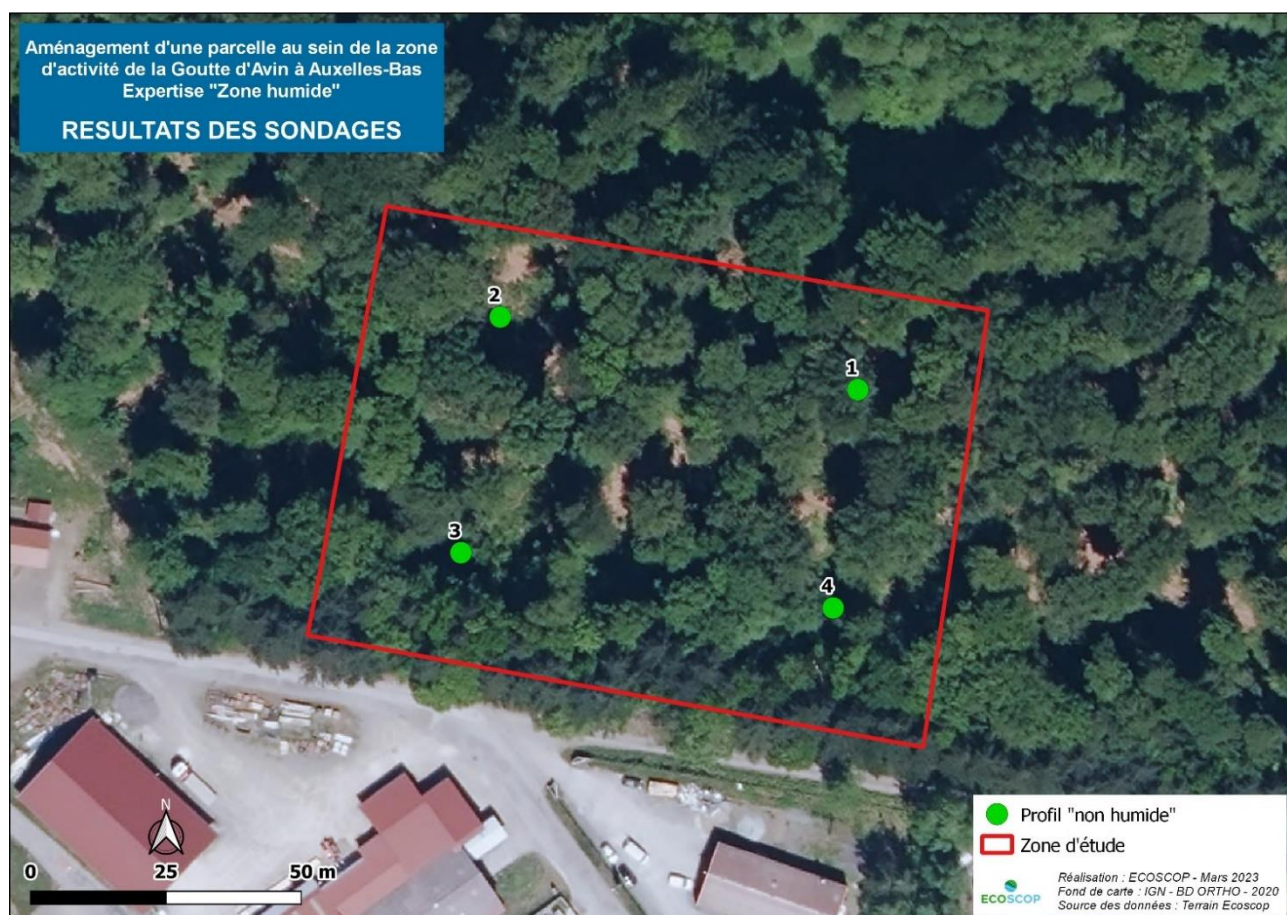 Aménagement d'une parcelle au sein de la zone
d'activité de la Goutte d'Avin à Auxelles-Bas
Expertise "Zone humide"
RESULTATS DES SONDAGES
2
1
3
4
N
0 25 50 m
Profil "non humide"
Zone d'étude
ECOSCOP
Réalisation : ECOSCOP - Mars 2023
Fond de carte : IGN - BD ORTHO - 2020
Source des données : Terrain Ecoscop